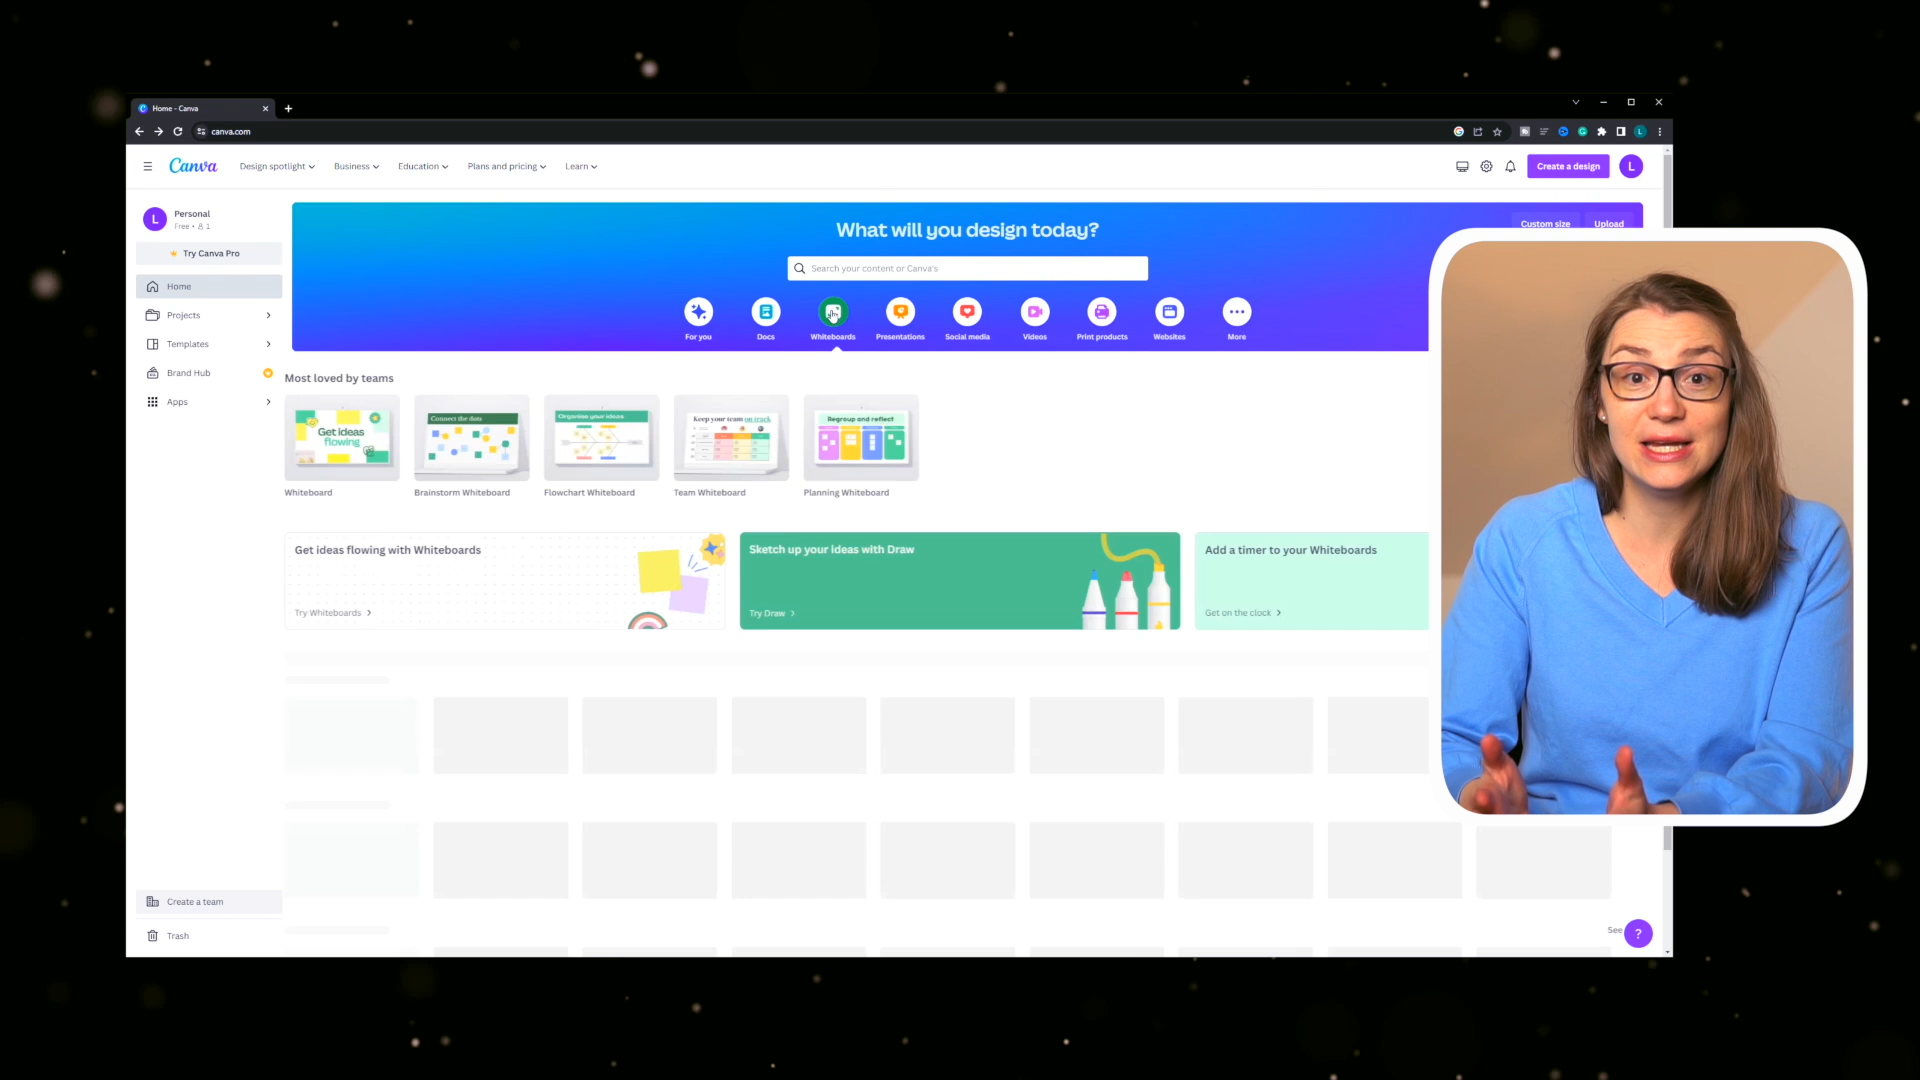 Home - Canva
canva.com
L
Canva
Design spotlight
Business
Education
Plans and pricing
Learn
Create a design
L
L
Personal
Free • 1
Try Canva Pro
Home
Projects
Templates
Brand Hub
Apps
Create a team
Trash
What will you design today?
Custom size
Upload
Search your content or Canva's
For you
Docs
Whiteboards
Presentations
Social media
Videos
Print products
Websites
More
Most loved by teams
Get ideas
flowing
Connect the dots
Organise your ideas
Keep your team on track
Regroup and reflect
Whiteboard
Brainstorm Whiteboard
Flowchart Whiteboard
Team Whiteboard
Planning Whiteboard
Get ideas flowing with Whiteboards
Try Whiteboards
Sketch up your ideas with Draw
Try Draw
Add a timer to your Whiteboards
Get on the clock
See
?